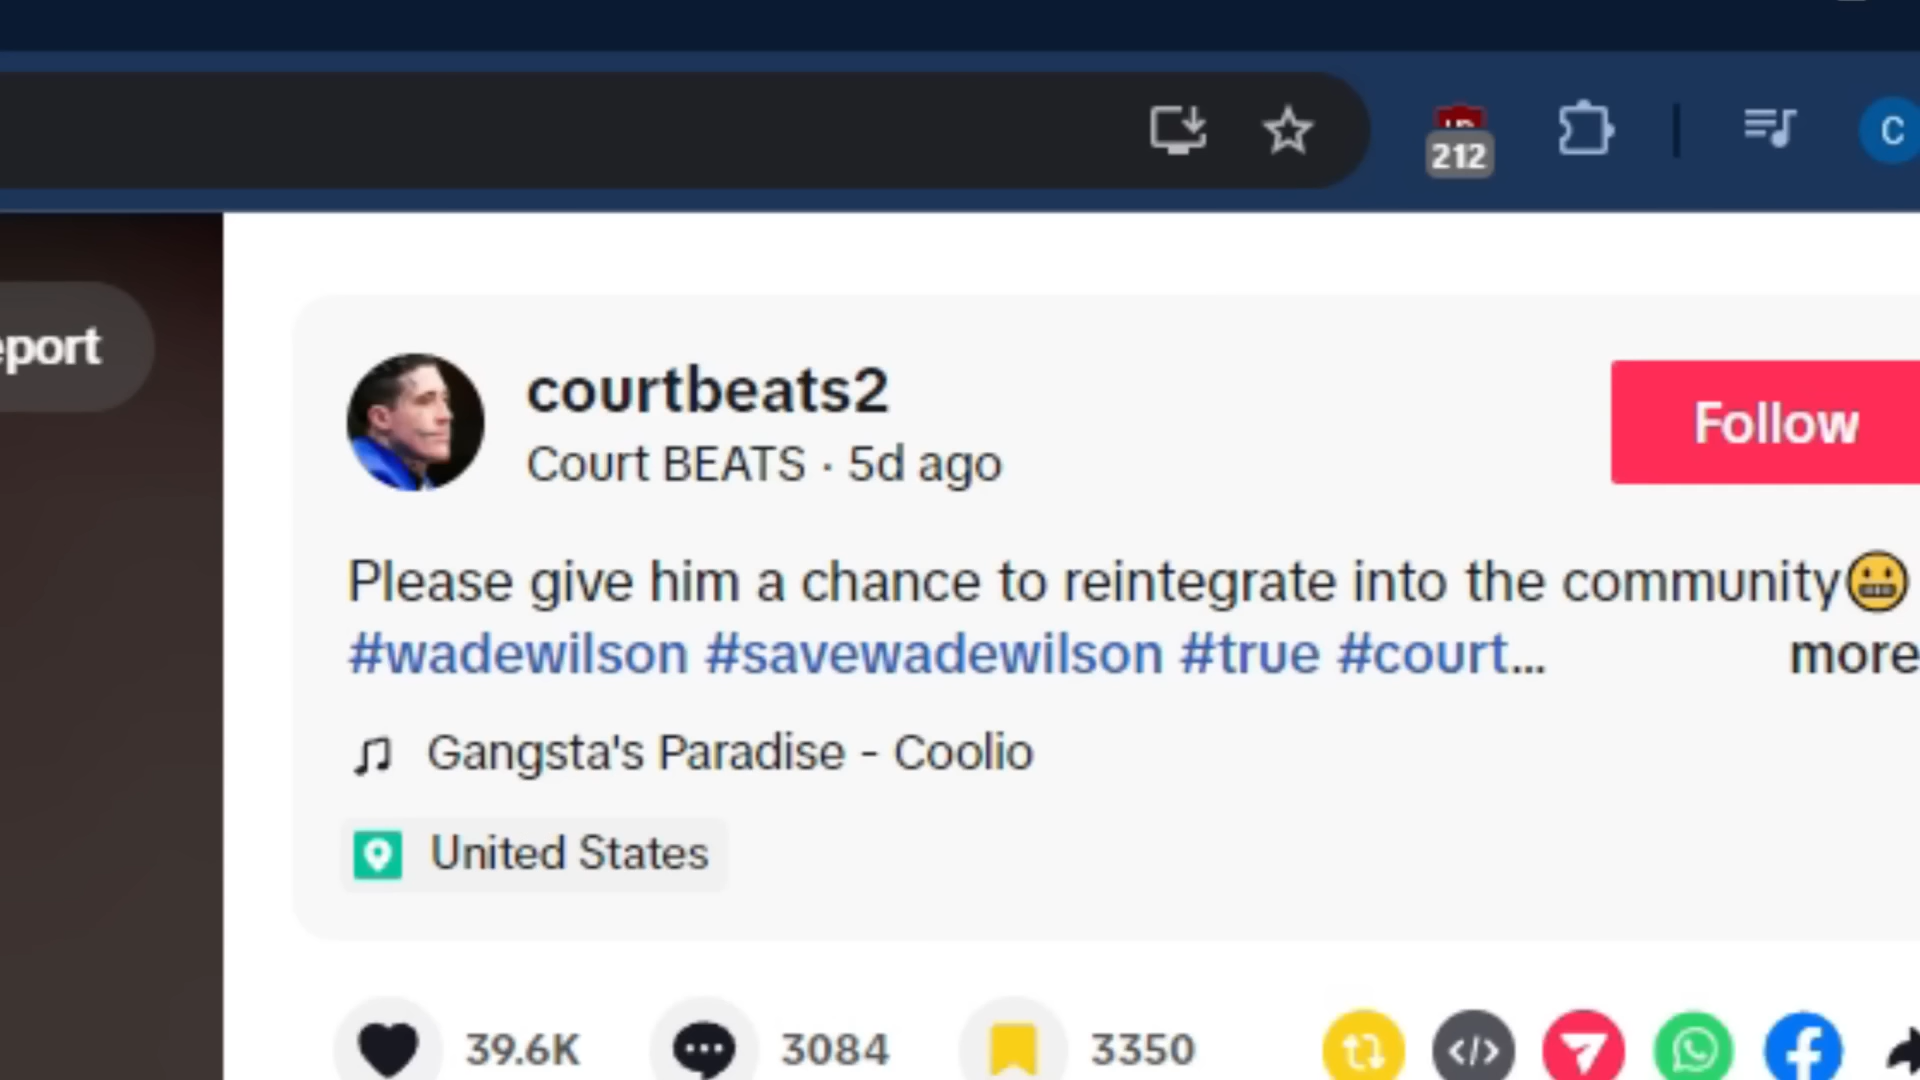 212
C
eport
courtbeats2
Court BEATS · 5d ago
Follow
Please give him a chance to reintegrate into the community😬
#wadewilson #savewadewilson #true #court... more
Gangsta's Paradise - Coolio
United States
39.6K 3084 3350